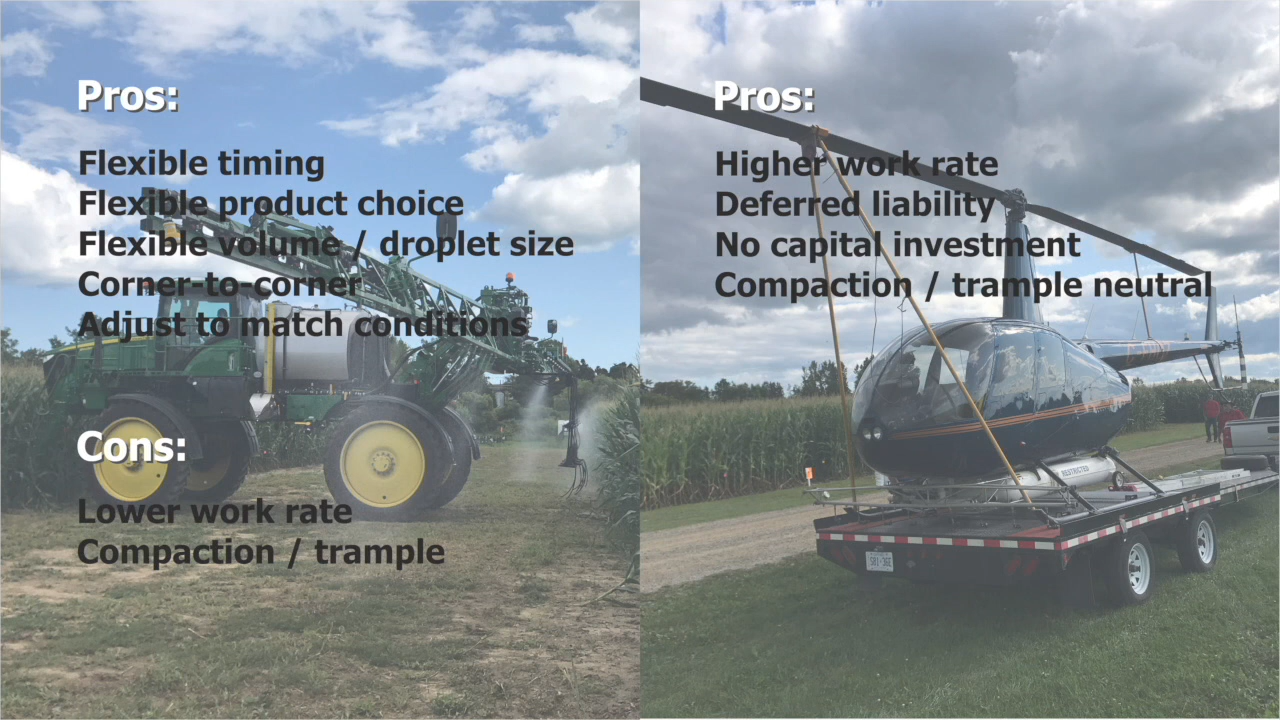 Pros:
Flexible timing
Flexible product choice
Flexible volume / droplet size
Corner-to-corner
Adjust to match conditions
Cons:
Lower work rate
Compaction / trample
Pros:
Higher work rate
Deferred liability
No capital investment
Compaction / trample neutral
RESTRICTED